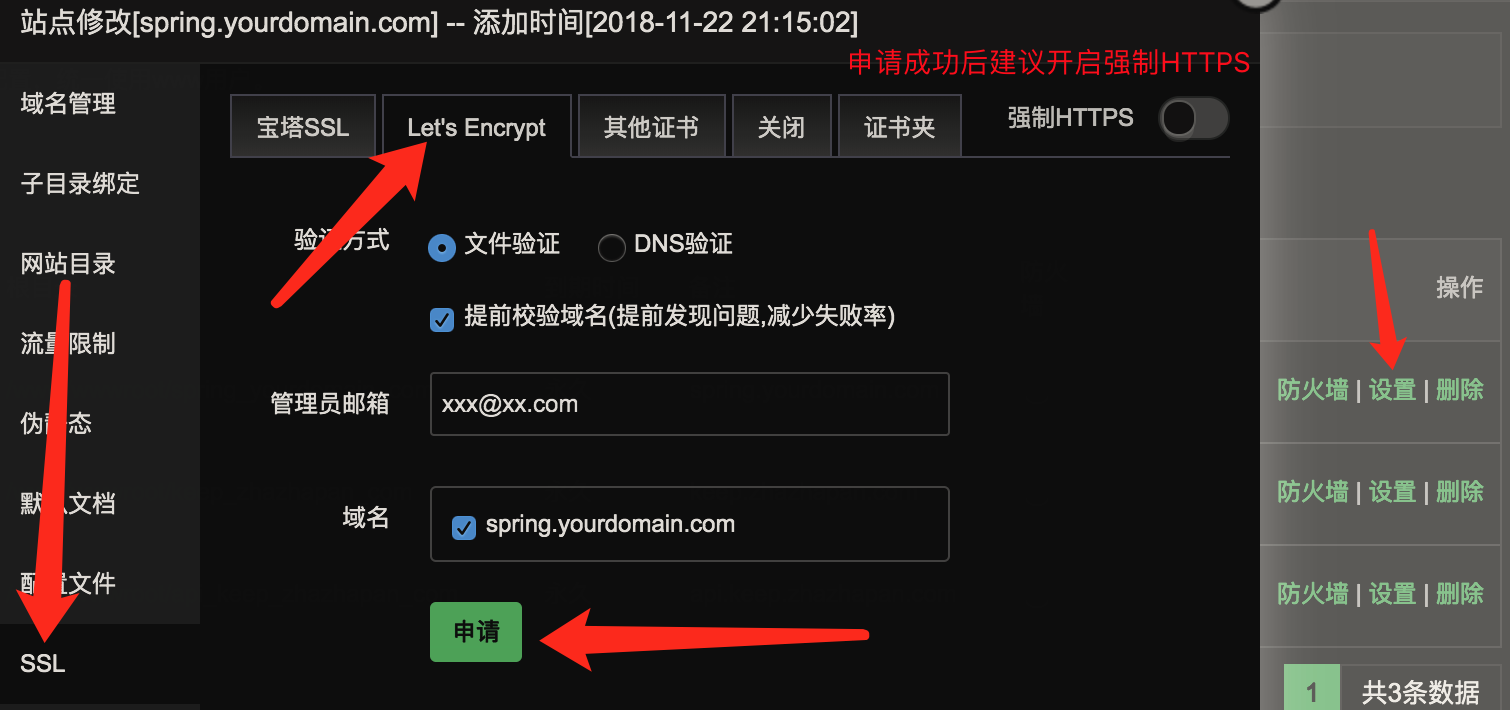 站点修改[spring.yourdomain.com] -- 添加时间[2018-11-22 21:15:02]
申请成功后建议开启强制HTTPS
域名管理
子目录绑定
网站目录
流量限制
伪静态
默认文档
配置文件
SSL
宝塔SSL
Let's Encrypt
其他证书
关闭
证书夹
强制HTTPS
验证方式
文件验证
DNS验证
提前校验域名(提前发现问题,减少失败率)
管理员邮箱
xxx@xx.com
域名
spring.yourdomain.com
申请
操作
防火墙 | 设置 | 删除
防火墙 | 设置 | 删除
防火墙 | 设置 | 删除
1
共3条数据